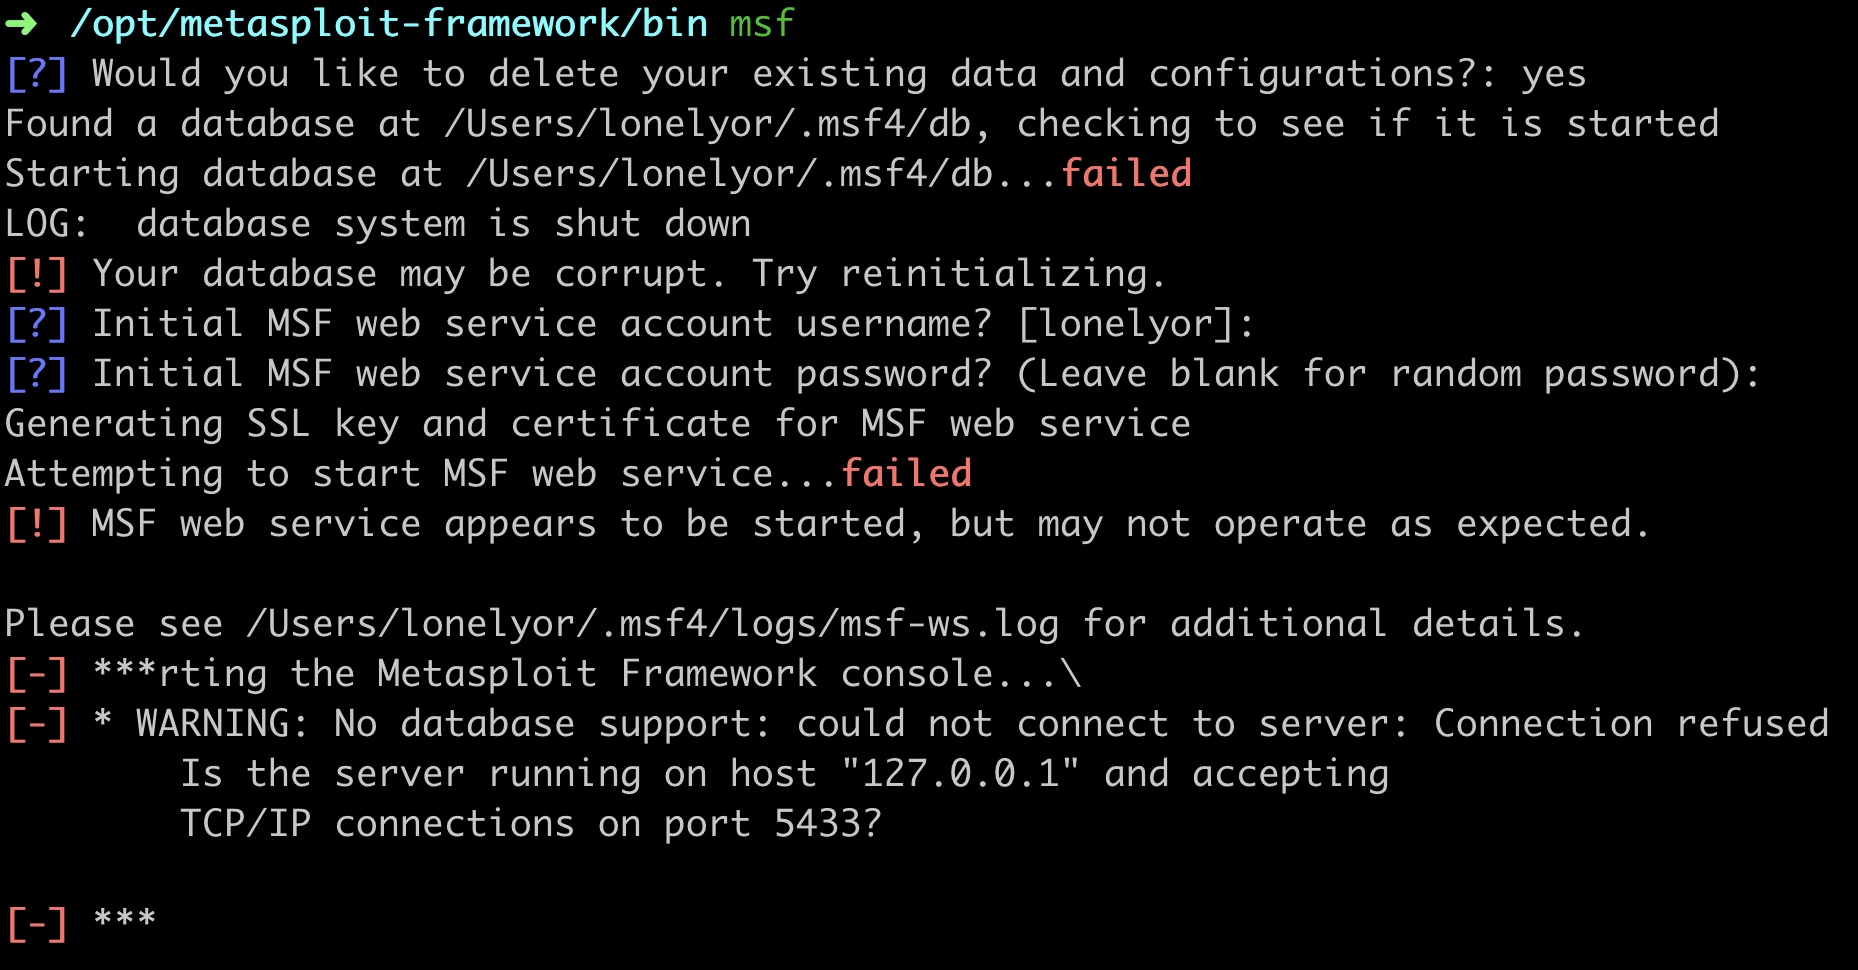 ➜ /opt/metasploit-framework/bin msf
[?] Would you like to delete your existing data and configurations?: yes
Found a database at /Users/lonelyor/.msf4/db, checking to see if it is started
Starting database at /Users/lonelyor/.msf4/db...failed
LOG:  database system is shut down
[!] Your database may be corrupt. Try reinitializing.
[?] Initial MSF web service account username? [lonelyor]:
[?] Initial MSF web service account password? (Leave blank for random password):
Generating SSL key and certificate for MSF web service
Attempting to start MSF web service...failed
[!] MSF web service appears to be started, but may not operate as expected.
Please see /Users/lonelyor/.msf4/logs/msf-ws.log for additional details.
[-] ***rting the Metasploit Framework console...\
[-] * WARNING: No database support: could not connect to server: Connection refused
Is the server running on host "127.0.0.1" and accepting
TCP/IP connections on port 5433?
[-] ***